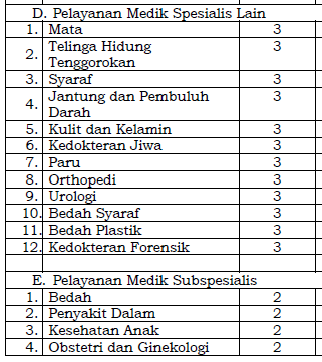 D. Pelayanan Medik Spesialis Lain
1. Mata 3
2. Telinga Hidung 3
Tenggorokan
3. Syaraf 3
4. Jantung dan Pembuluh 3
Darah
5. Kulit dan Kelamin 3
6. Kedokteran Jiwa 3
7. Paru 3
8. Orthopedi 3
9. Urologi 3
10. Bedah Syaraf 3
11. Bedah Plastik 3
12. Kedokteran Forensik 3
E. Pelayanan Medik Subspesialis
1. Bedah 2
2. Penyakit Dalam 2
3. Kesehatan Anak 2
4. Obstetri dan Ginekologi 2